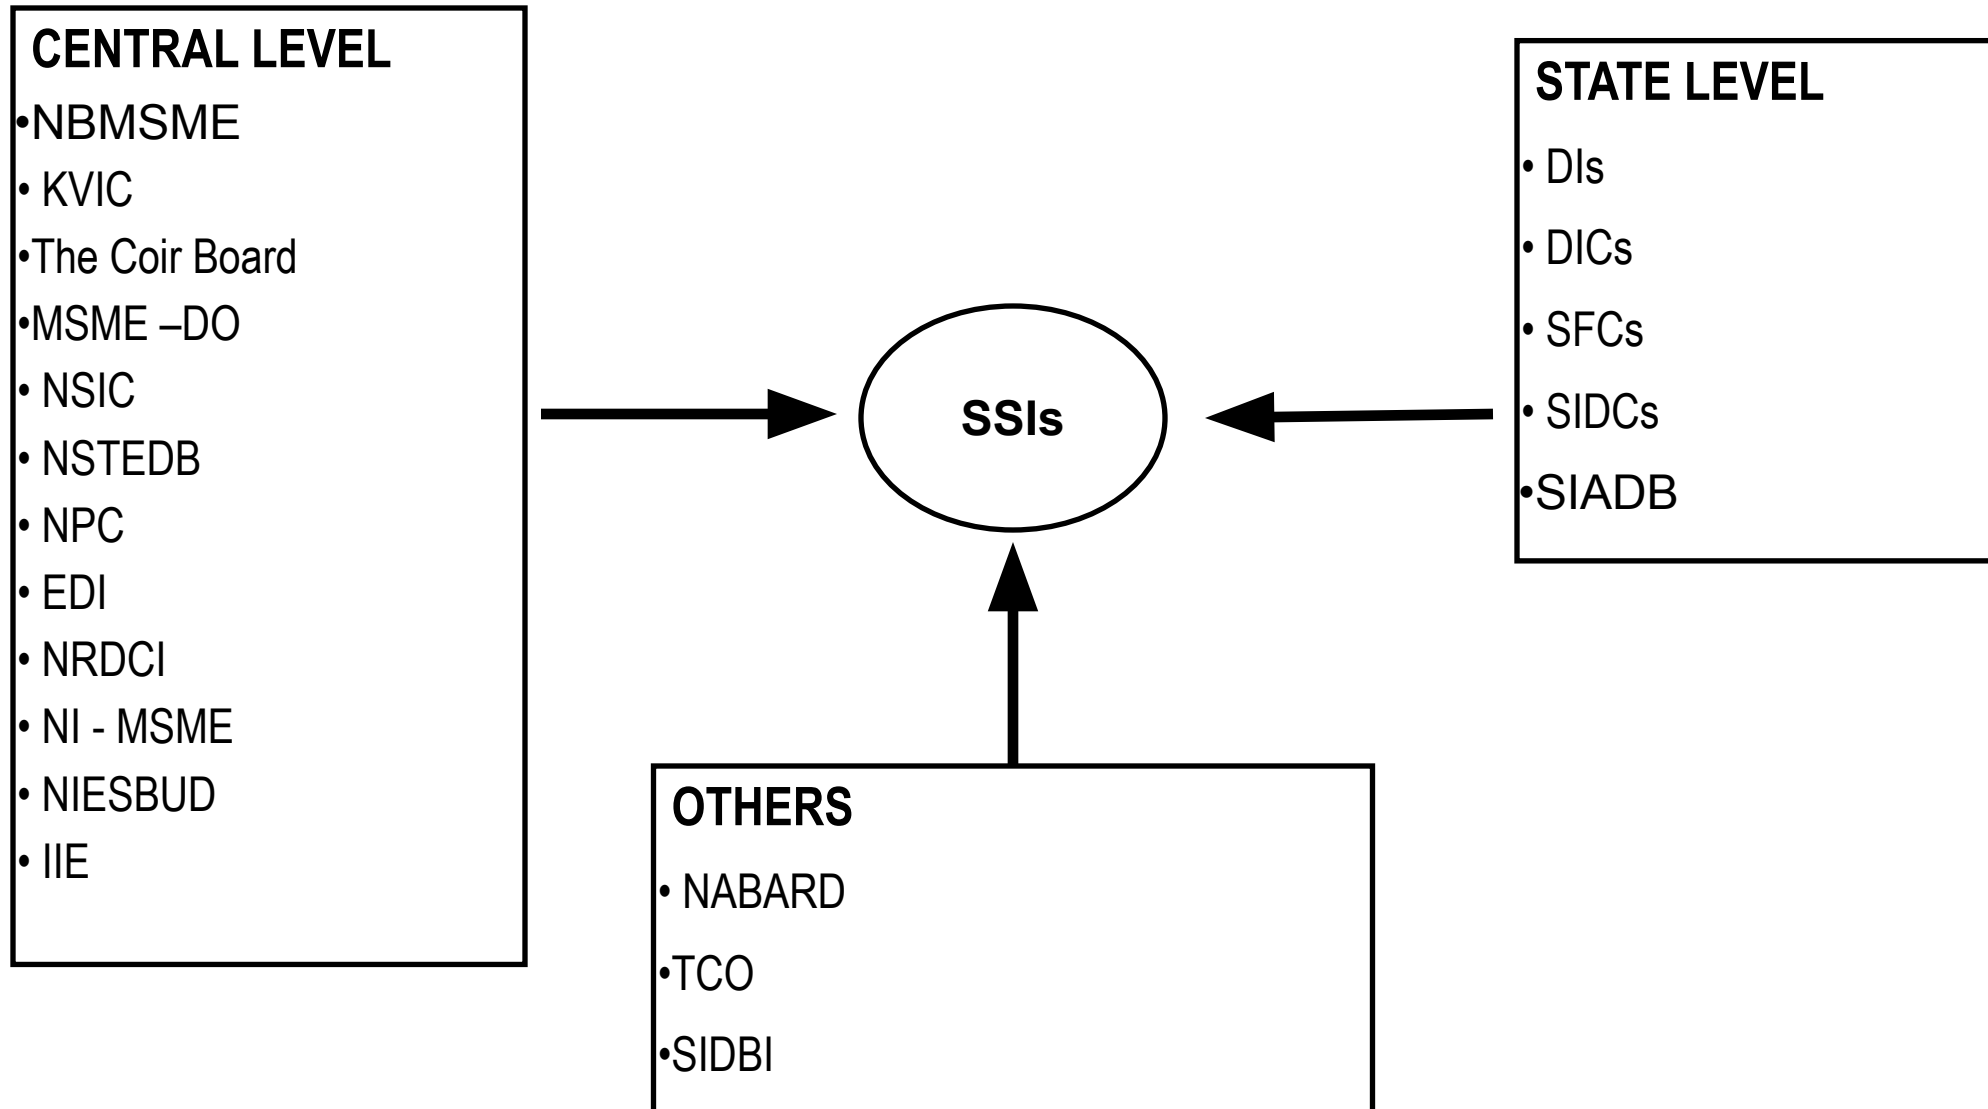 CENTRAL LEVEL
•NBMSME
• KVIC
•The Coir Board
•MSME –DO
• NSIC
• NSTEDB
• NPC
• EDI
• NRDCI
• NI - MSME
• NIESBUD
• IIE
SSIs
STATE LEVEL
• DIs
• DICs
• SFCs
• SIDCs
•SIADB
OTHERS
• NABARD
•TCO
•SIDBI